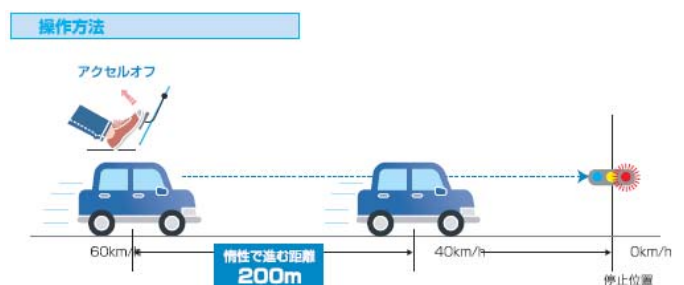 操作方法
アクセルオフ
60km/h
惰性で進む距離
200m
40km/h
0km/h
停止位置